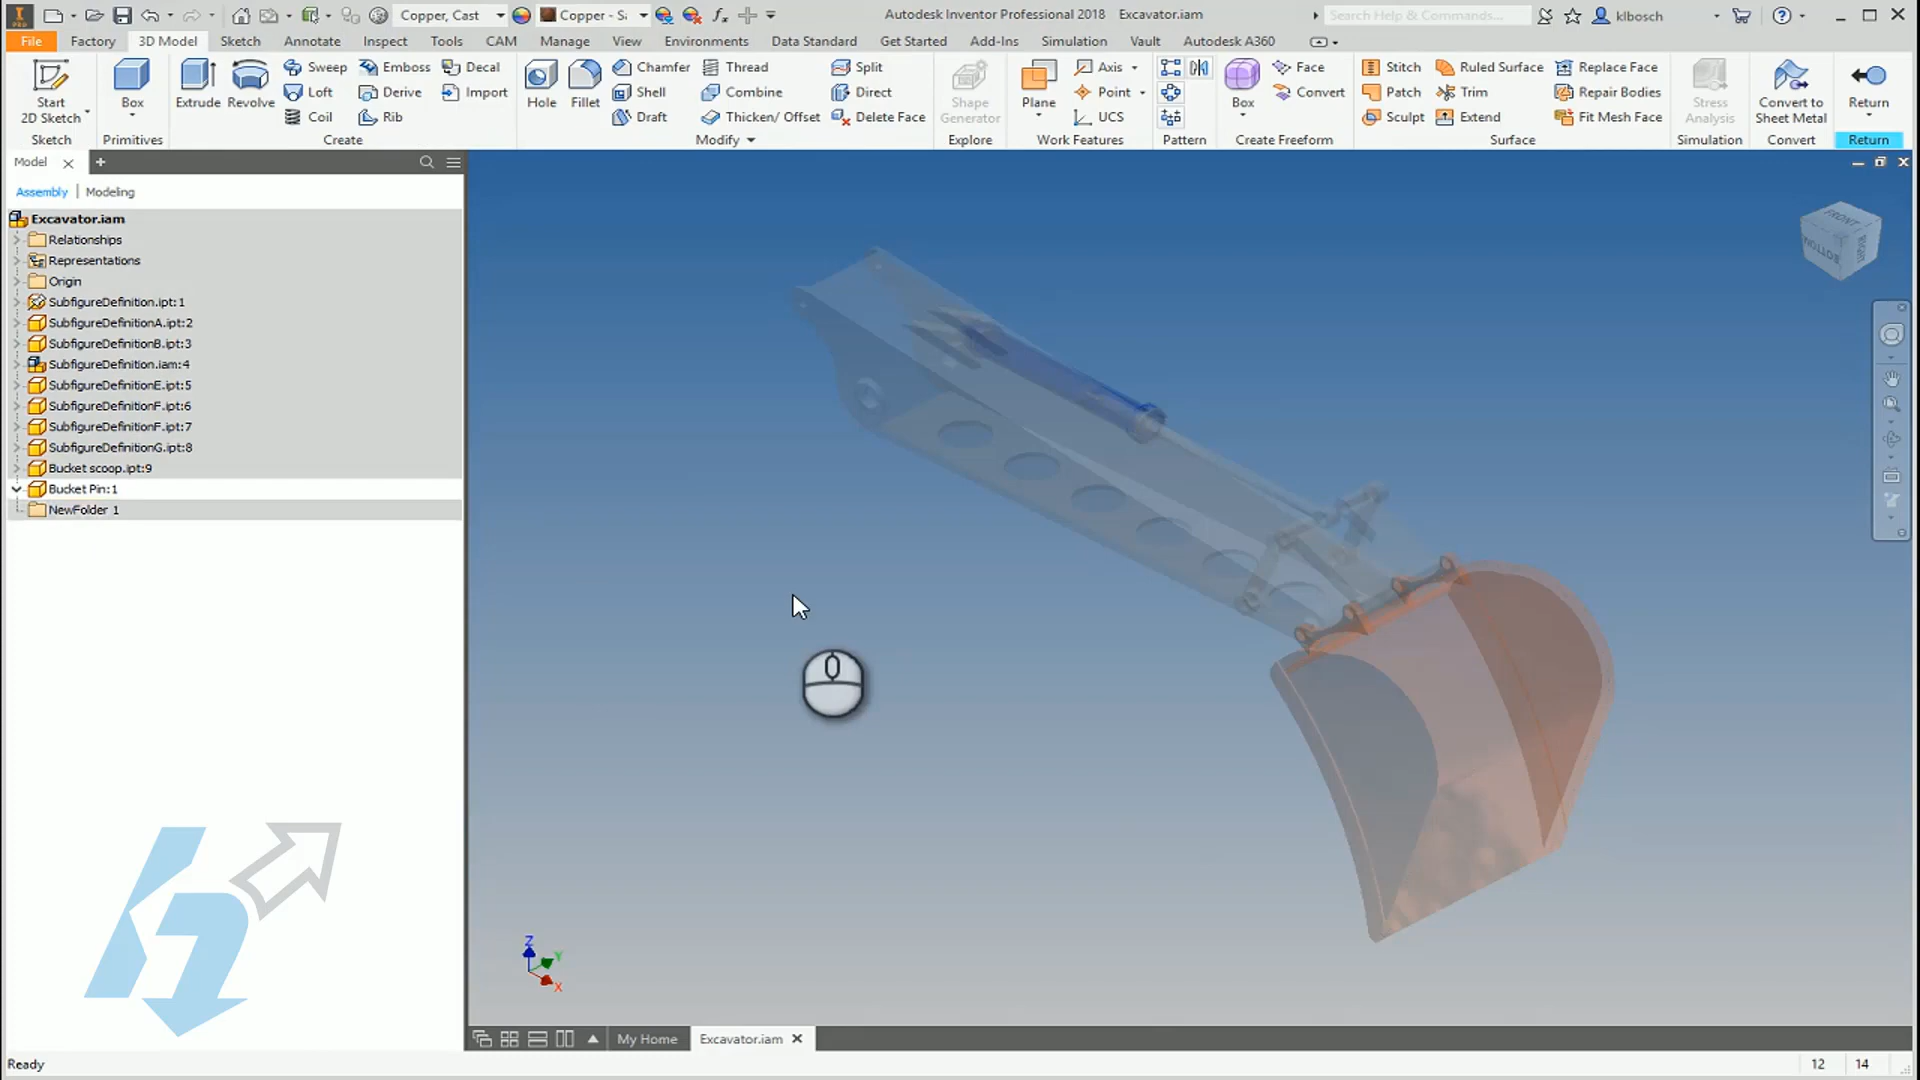 Copper, Cast
Copper - Sa
Autodesk Inventor Professional 2018 Excavator.iam
Search Help & Commands...
klbosch
File Factory 3D Model Sketch Annotate Inspect Tools CAM Manage View Environments Data Standard Get Started Add-Ins Simulation Vault Autodesk A360
Start
2D Sketch
Box
Extrude
Revolve
Sweep
Loft
Coil
Emboss
Derive
Rib
Decal
Import
Hole
Fillet
Chamfer
Shell
Draft
Thread
Combine
Thicken/ Offset
Split
Direct
Delete Face
Shape
Generator
Plane
Axis
Point
UCS
Box
Face
Convert
Stitch
Patch
Sculpt
Ruled Surface
Trim
Extend
Replace Face
Repair Bodies
Fit Mesh Face
Stress
Analysis
Convert to
Sheet Metal
Return
Sketch Primitives Create Modify Explore Work Features Pattern Create Freeform Surface Simulation Convert Return
Model
Assembly | Modeling
Excavator.iam
Relationships
Representations
Origin
SubfigureDefinition.ipt:1
SubfigureDefinitionA.ipt:2
SubfigureDefinitionB.ipt:3
SubfigureDefinition.iam:4
SubfigureDefinitionE.ipt:5
SubfigureDefinitionF.ipt:6
SubfigureDefinitionF.ipt:7
SubfigureDefinitionG.ipt:8
Bucket scoop.ipt:9
Bucket Pin:1
NewFolder 1
FRONT
BOTTOM
RIGHT
Z
Y
X
My Home
Excavator.iam
Ready
12 14